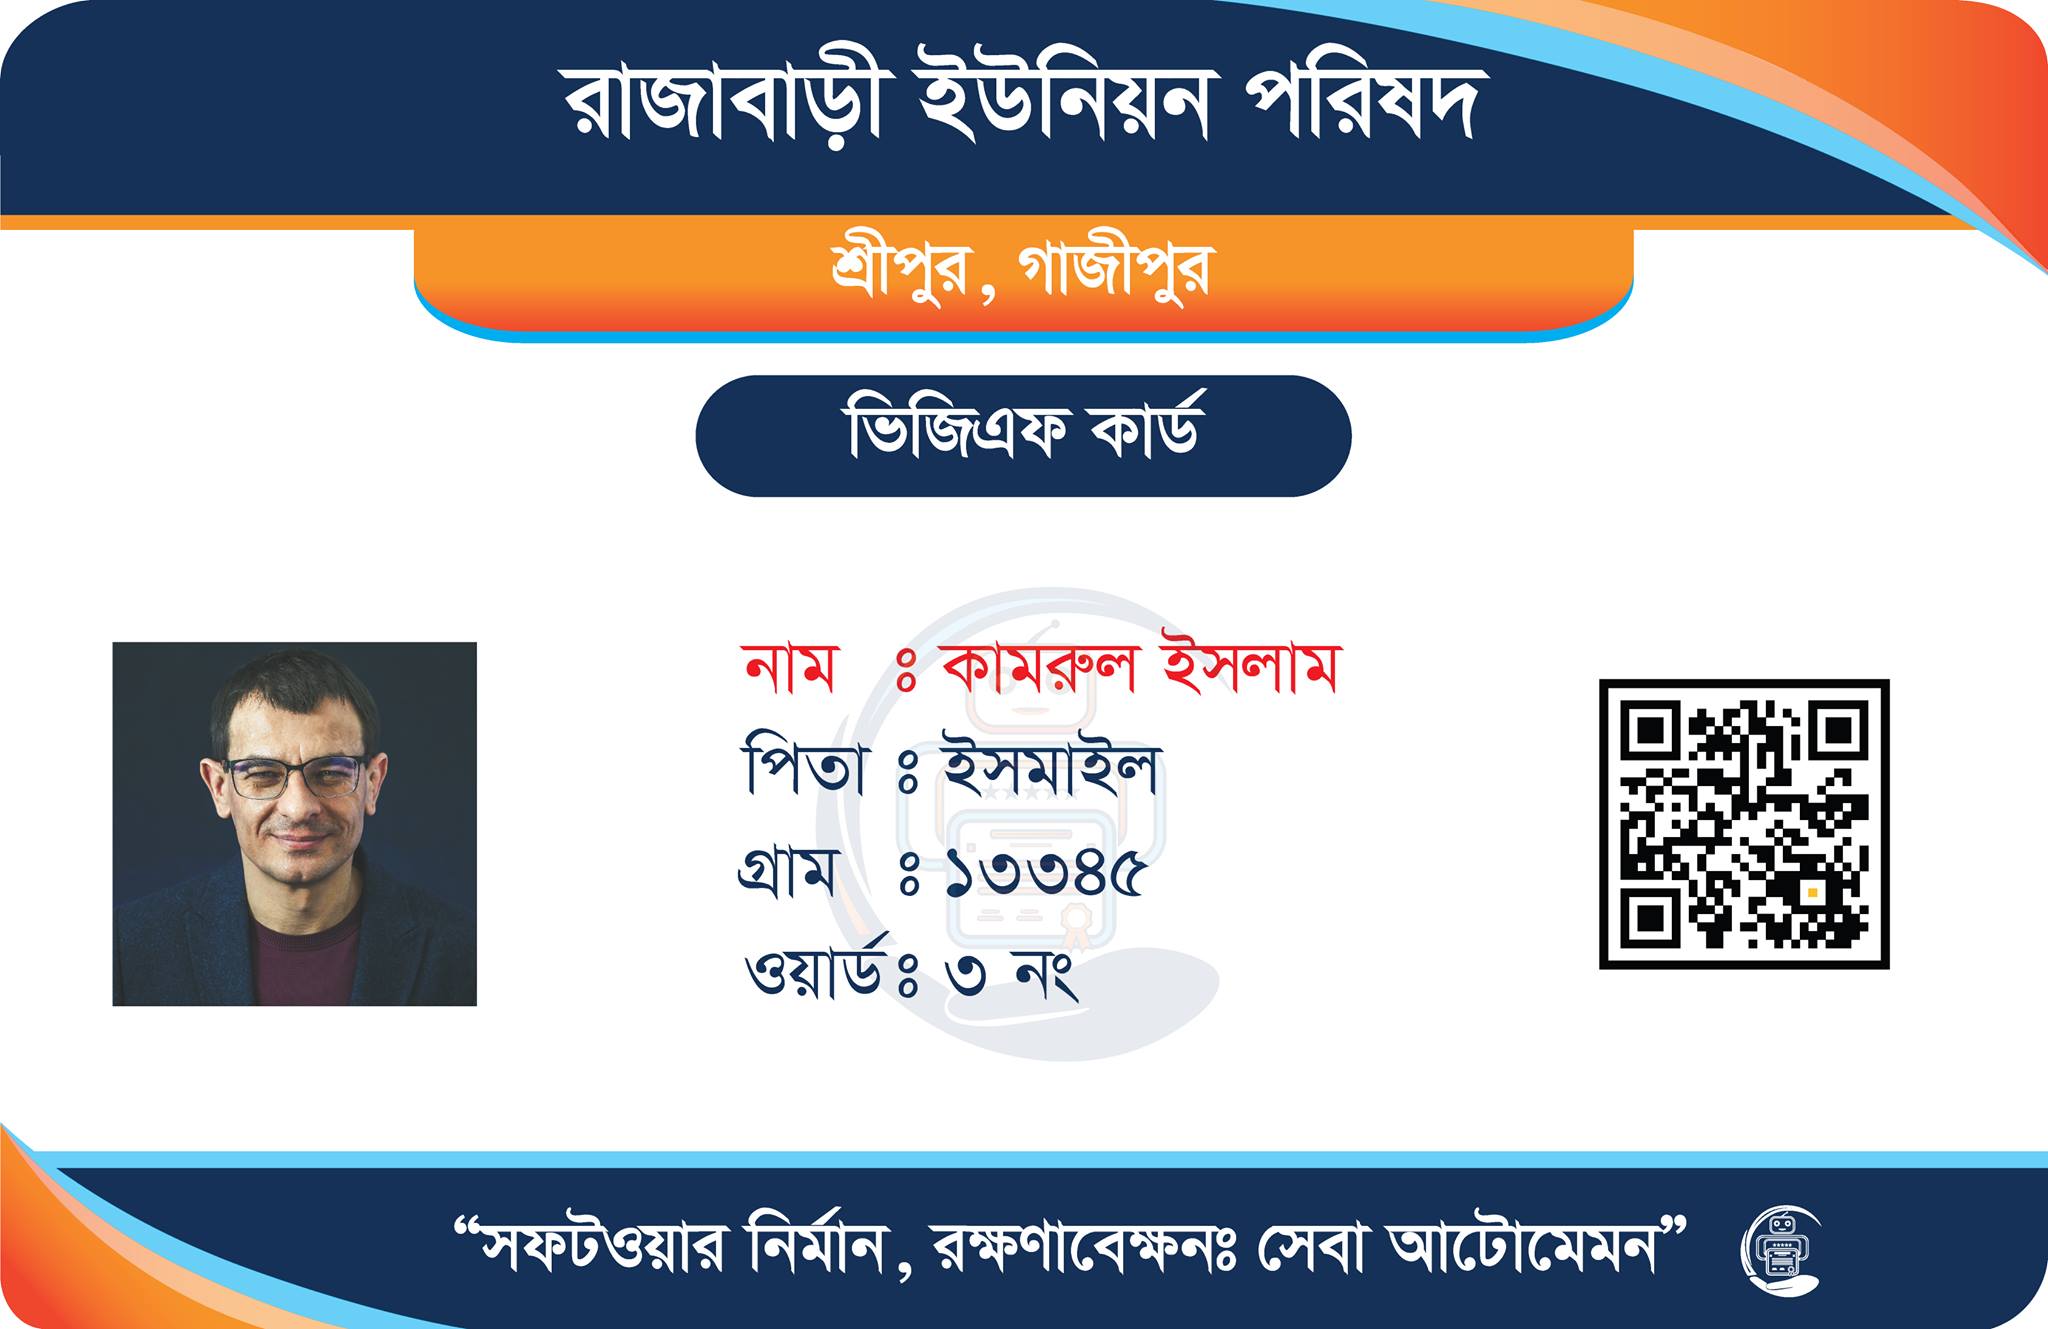 রাজাবাড়ী ইউনিয়ন পরিষদ
শ্রীপুর, গাজীপুর
ভিজিএফ কার্ড
নাম ঃ কামরুল ইসলাম
পিতা ঃ ইসমাইল
গ্রাম ঃ ১৩৩৪৫
ওয়ার্ড ঃ ৩ নং
“সফটওয়ার নির্মান, রক্ষণাবেক্ষনঃ সেবা আটোমেমন”